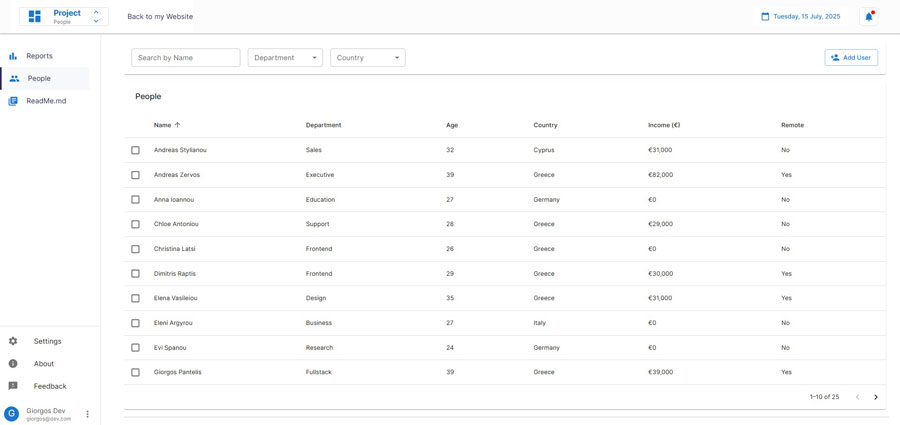 Project
People
Back to my Website
Tuesday, 15 July, 2025
Reports
People
ReadMe.md
Search by Name
Department
Country
Add User
People
Name Department Age Country Income (€) Remote
Andreas Stylianou Sales 32 Cyprus €31,000 No
Andreas Zervos Executive 39 Greece €82,000 Yes
Anna Ioannou Education 27 Germany €0 No
Chloe Antoniou Support 28 Greece €29,000 No
Christina Latsi Frontend 26 Greece €0 No
Dimitris Raptis Frontend 29 Greece €30,000 Yes
Elena Vasileiou Design 35 Greece €31,000 Yes
Eleni Argyrou Business 27 Italy €0 No
Evi Spanou Research 24 Germany €0 No
Giorgos Pantelis Fullstack 39 Greece €39,000 Yes
1–10 of 25
Settings
About
Feedback
G
Giorgos Dev
giorgos@dev.com